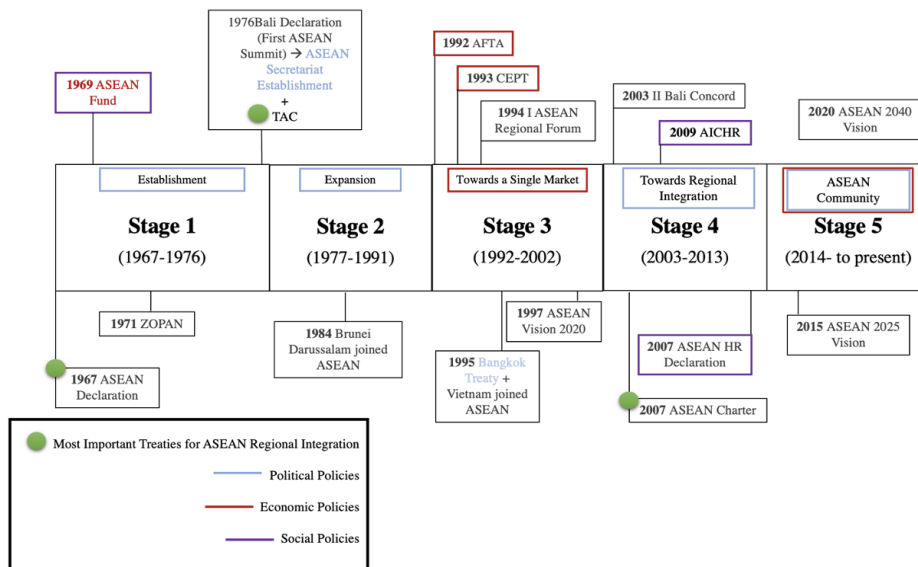 1976Bali Declaration
(First ASEAN
Summit) → ASEAN
Secretariat
Establishment
+
TAC
1969 ASEAN
Fund
1992 AFTA
1993 CEPT
1994 I ASEAN
Regional Forum
2003 II Bali Concord
2009 AICHR
2020 ASEAN 2040
Vision
Establishment
Stage 1
(1967-1976)
Expansion
Stage 2
(1977-1991)
Towards a Single Market
Stage 3
(1992-2002)
Towards Regional
Integration
Stage 4
(2003-2013)
ASEAN
Community
Stage 5
(2014- to present)
1971 ZOPAN
1967 ASEAN
Declaration
1984 Brunei
Darussalam joined
ASEAN
1997 ASEAN
Vision 2020
1995 Bangkok
Treaty +
Vietnam joined
ASEAN
2007 ASEAN HR
Declaration
2007 ASEAN Charter
2015 ASEAN 2025
Vision
Most Important Treaties for ASEAN Regional Integration
Political Policies
Economic Policies
Social Policies